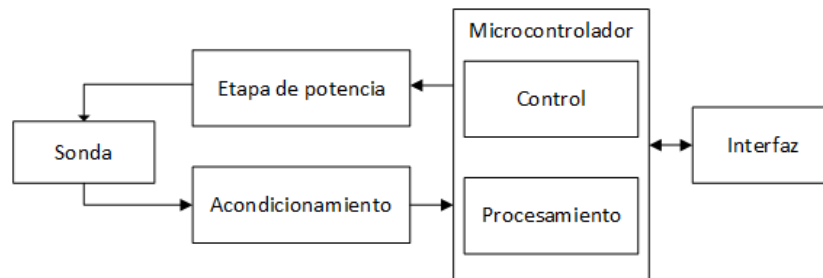 Microcontrolador
Etapa de potencia
Control
Sonda
Interfaz
Acondicionamiento
Procesamiento